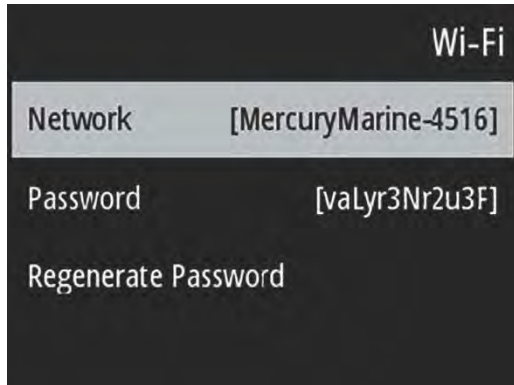 Wi-Fi
Network [MercuryMarine-4516]
Password [vaLyr3Nr2u3F]
Regenerate Password